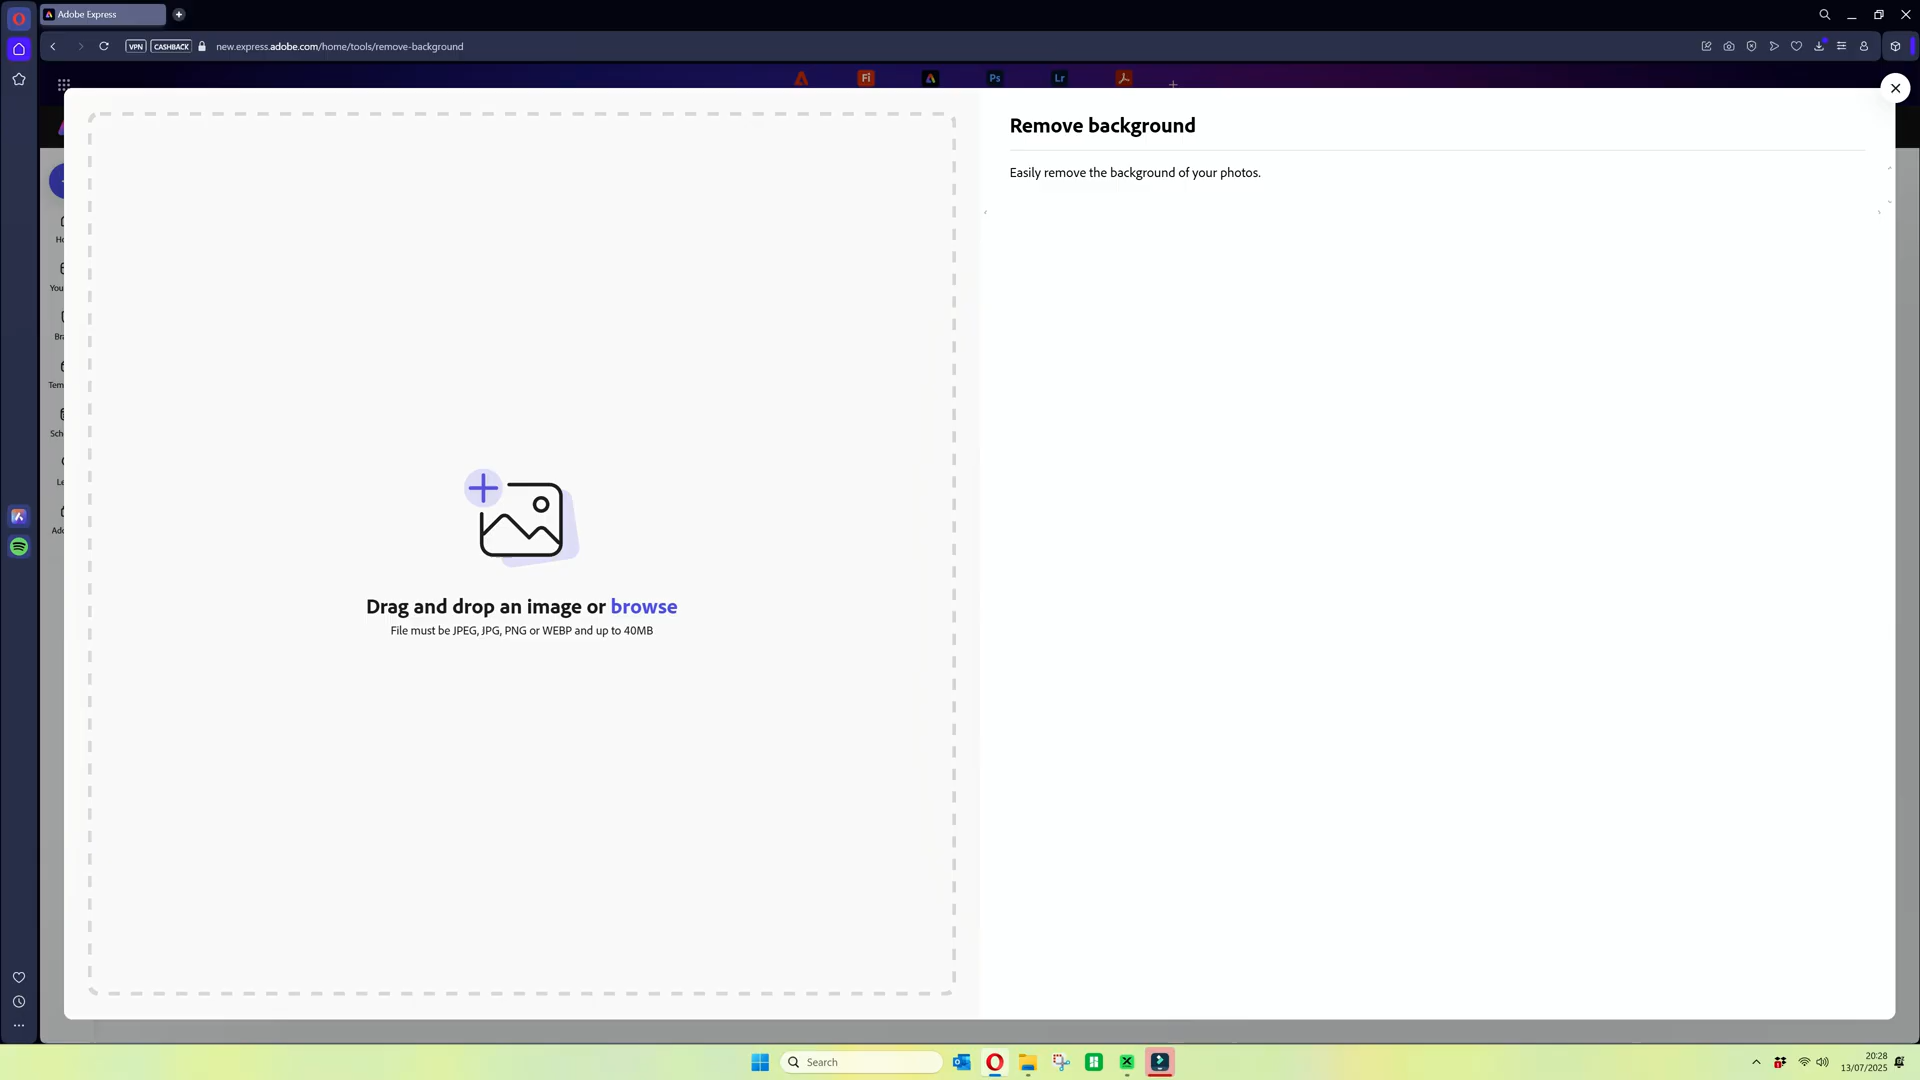 Adobe Express
VPN
CASHBACK
new.express.adobe.com/home/tools/remove-background
Fi
Ps
Lr
Remove background
Easily remove the background of your photos.
Drag and drop an image or browse
File must be JPEG, JPG, PNG or WEBP and up to 40MB
Search
20:28
13/07/2025